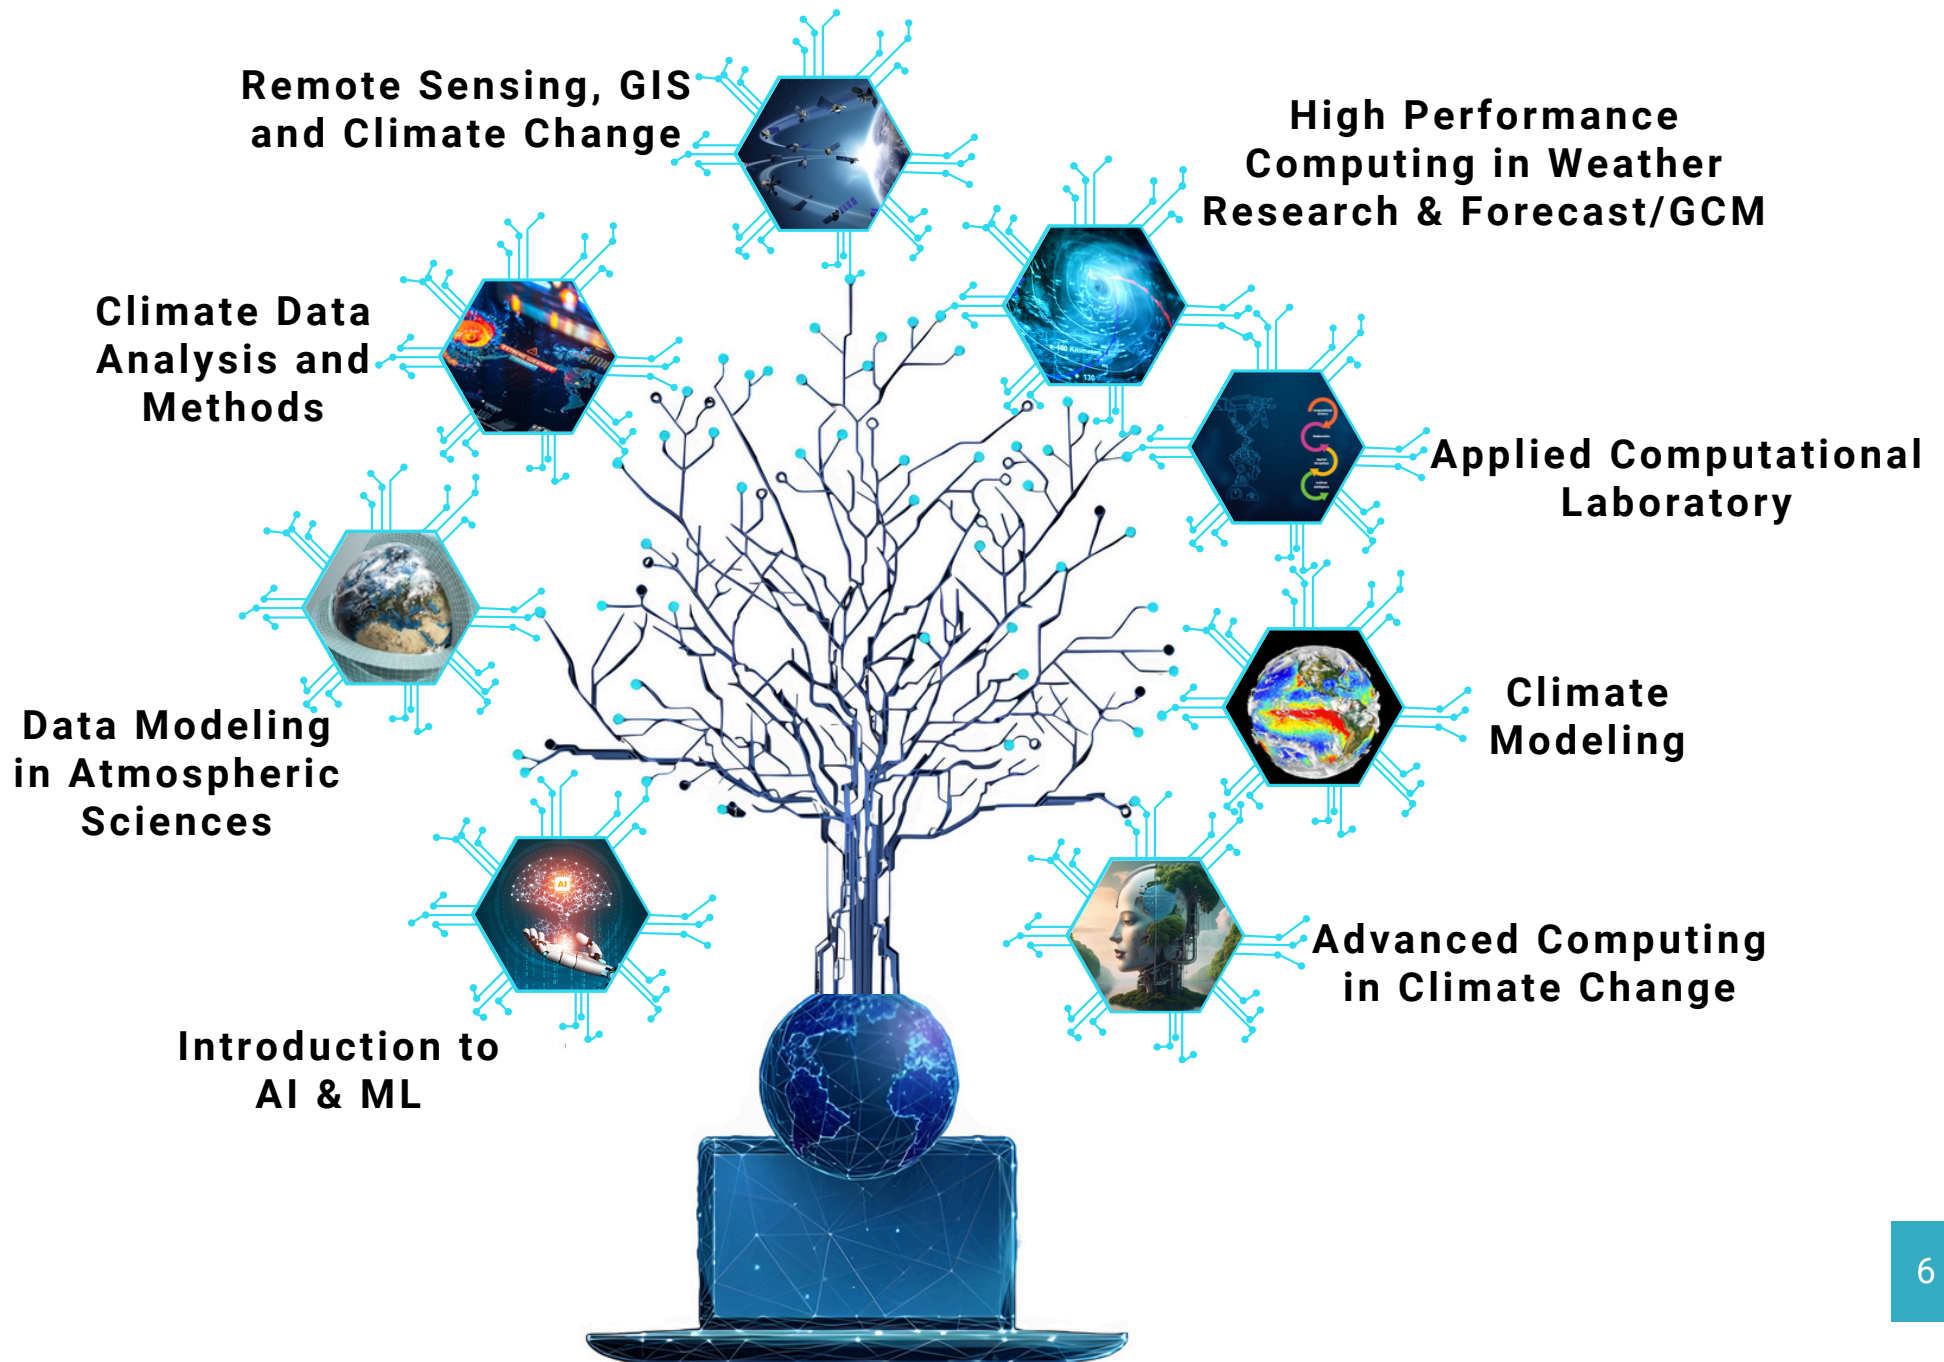 Remote Sensing, GIS
and Climate Change
High Performance
Computing in Weather
Research & Forecast/GCM
Climate Data
Analysis and
Methods
Applied Computational
Laboratory
Data Modeling
in Atmospheric
Sciences
Climate
Modeling
Introduction to
AI & ML
Advanced Computing
in Climate Change
AI
130
6